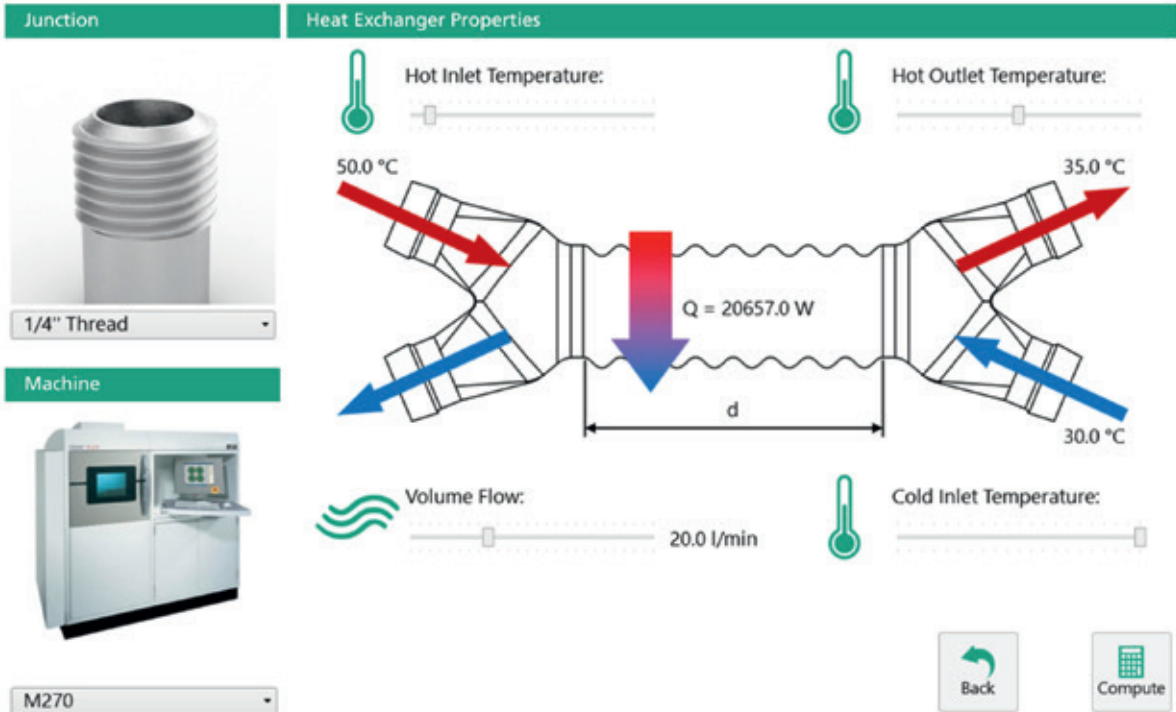 Junction
Heat Exchanger Properties
Hot Inlet Temperature:
Hot Outlet Temperature:
50.0 °C
35.0 °C
Q = 20657.0 W
1/4" Thread
Machine
d
30.0 °C
Volume Flow:
20.0 l/min
Cold Inlet Temperature:
Back
Compute
M270